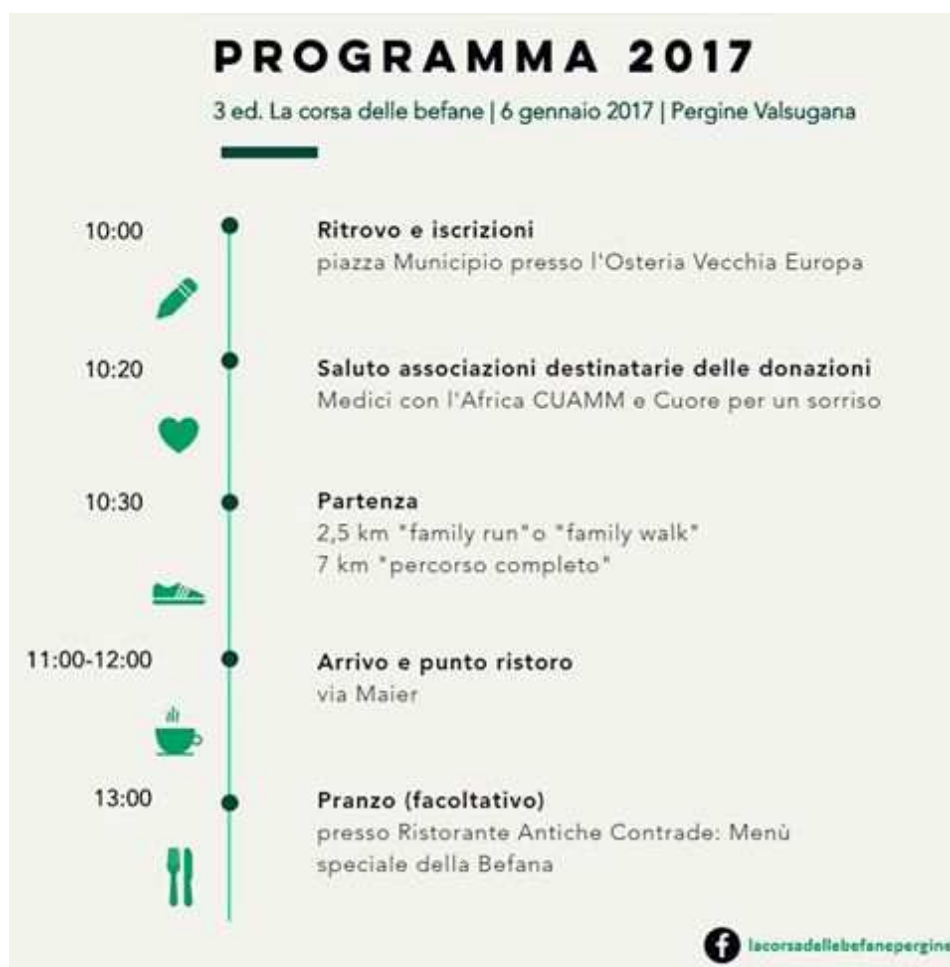 PROGRAMMA 2017
3 ed. La corsa delle befane | 6 gennaio 2017 | Pergine Valsugana
10:00
Ritrovo e iscrizioni
piazza Municipio presso l'Osteria Vecchia Europa
10:20
Saluto associazioni destinatarie delle donazioni
Medici con l'Africa CUAMM e Cuore per un sorriso
10:30
Partenza
2,5 km "family run"o "family walk"
7 km "percorso completo"
11:00-12:00
Arrivo e punto ristoro
via Maier
13:00
Pranzo (facoltativo)
presso Ristorante Antiche Contrade: Menù
speciale della Befana
lacorsadellebefanepergine